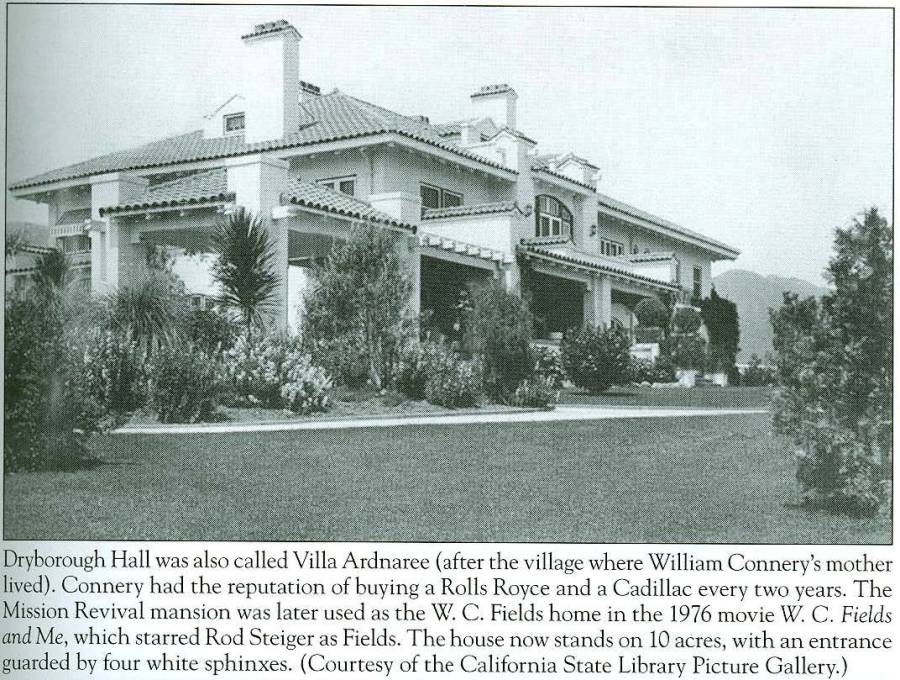 Dryborough Hall was also called Villa Ardnaree (after the village where William Connery's mother
lived). Connery had the reputation of buying a Rolls Royce and a Cadillac every two years. The
Mission Revival mansion was later used as the W. C. Fields home in the 1976 movie W. C. Fields
and Me, which starred Rod Steiger as Fields. The house now stands on 10 acres, with an entrance
guarded by four white sphinxes. (Courtesy of the California State Library Picture Gallery.)